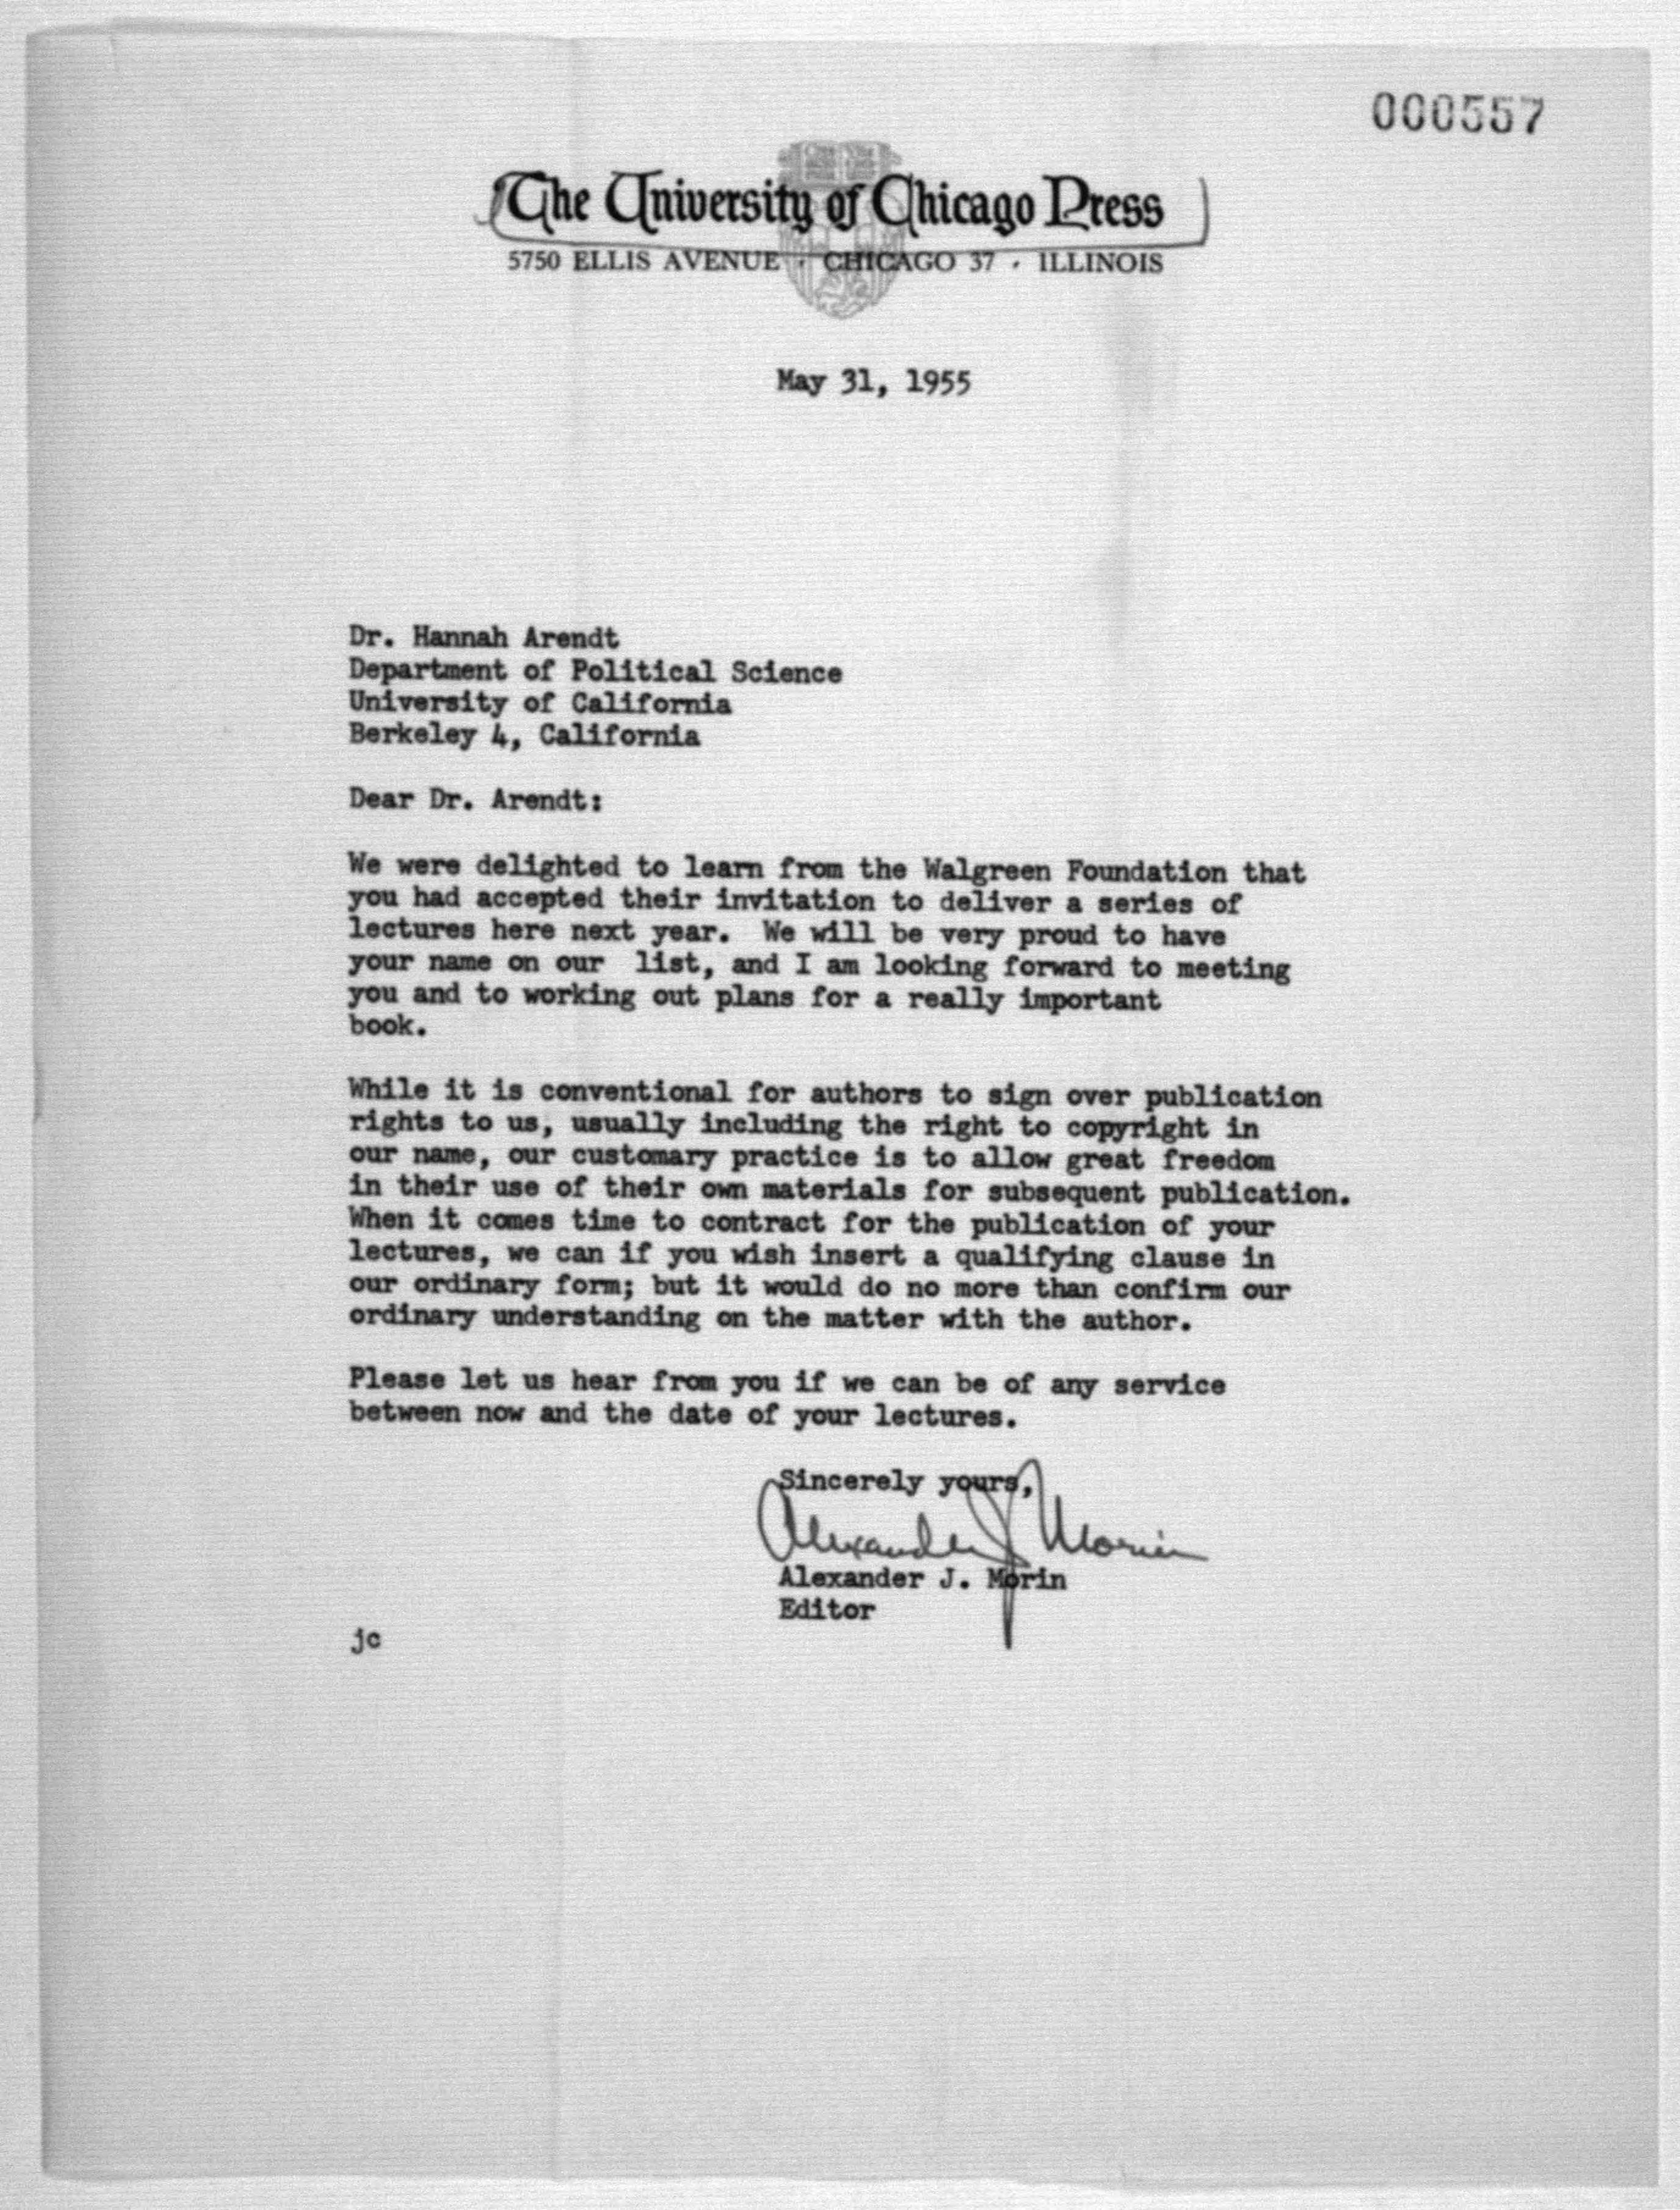 000557
The University of Chicago Press
5750 ELLIS AVENUE · CHICAGO 37 · ILLINOIS
May 31, 1955
Dr. Hannah Arendt
Department of Political Science
University of California
Berkeley 4, California
Dear Dr. Arendt:
We were delighted to learn from the Walgreen Foundation that
you had accepted their invitation to deliver a series of
lectures here next year.  We will be very proud to have
your name on our  list, and I am looking forward to meeting
you and to working out plans for a really important
book.
While it is conventional for authors to sign over publication
rights to us, usually including the right to copyright in
our name, our customary practice is to allow great freedom
in their use of their own materials for subsequent publication.
When it comes time to contract for the publication of your
lectures, we can if you wish insert a qualifying clause in
our ordinary form; but it would do no more than confirm our
ordinary understanding on the matter with the author.
Please let us hear from you if we can be of any service
between now and the date of your lectures.
Sincerely yours,
Alexander J Morin
Alexander J. Morin
Editor
jc